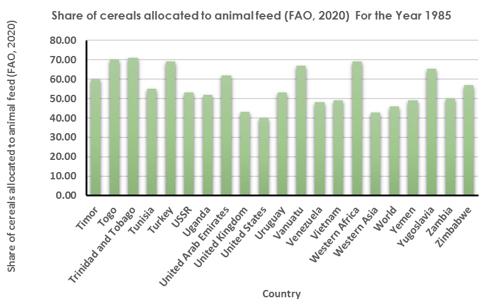 Share of cereals allocated to animal feed (FAO, 2020) For the Year 1985
Share of cereals allocated to animal feed (FAO, 2020)
80.00
70.00
60.00
50.00
40.00
30.00
20.00
10.00
0.00
Timor
Togo
Trinidad and Tobago
Tunisia
Turkey
USSR
Uganda
United Arab Emirates
United Kingdom
United States
Uruguay
Vanuatu
Venezuela
Vietnam
Western Africa
Western Asia
World
Yemen
Yugoslavia
Zambia
Zimbabwe
Country